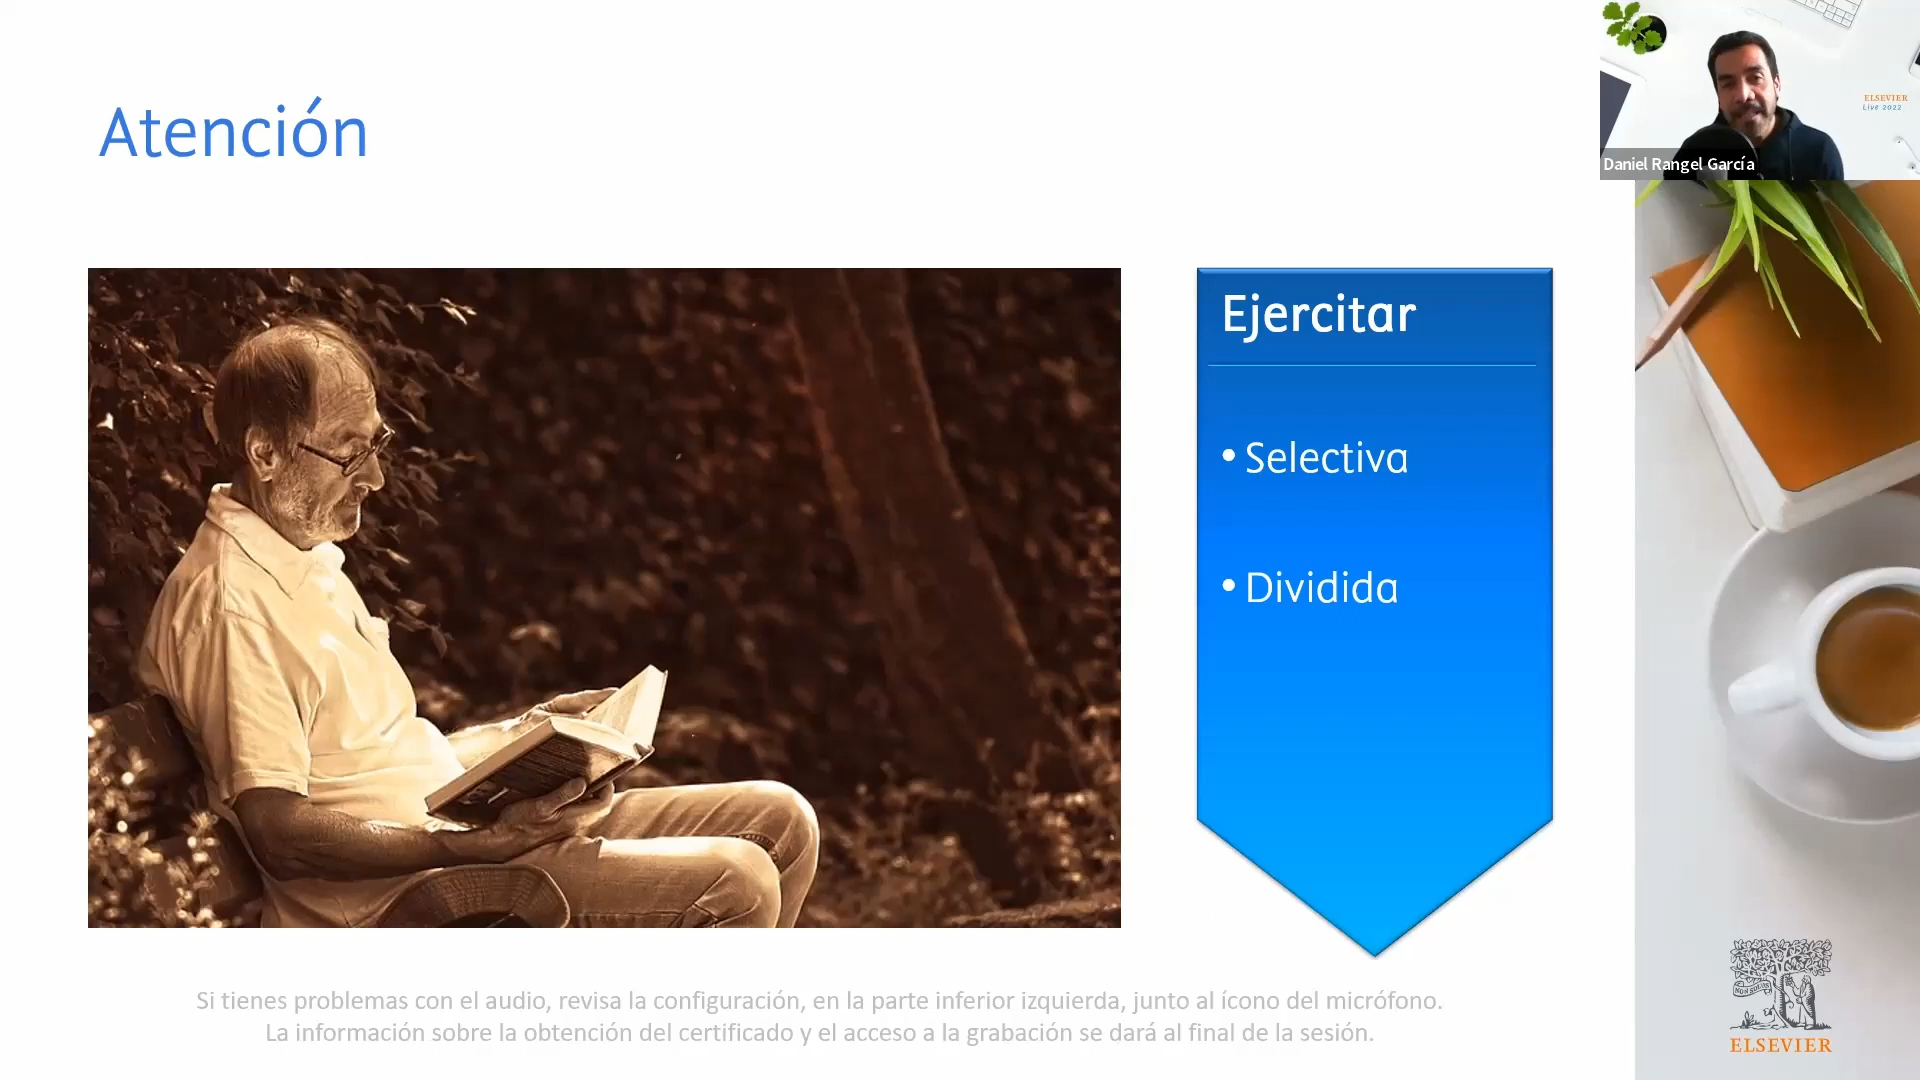 Atención
ELSEVIER
Live 2022
Daniel Rangel García
Ejercitar
• Selectiva
• Dividida
Si tienes problemas con el audio, revisa la configuración, en la parte inferior izquierda, junto al ícono del micrófono.
La información sobre la obtención del certificado y el acceso a la grabación se dará al final de la sesión.
NON SOLUS
ELSEVIER